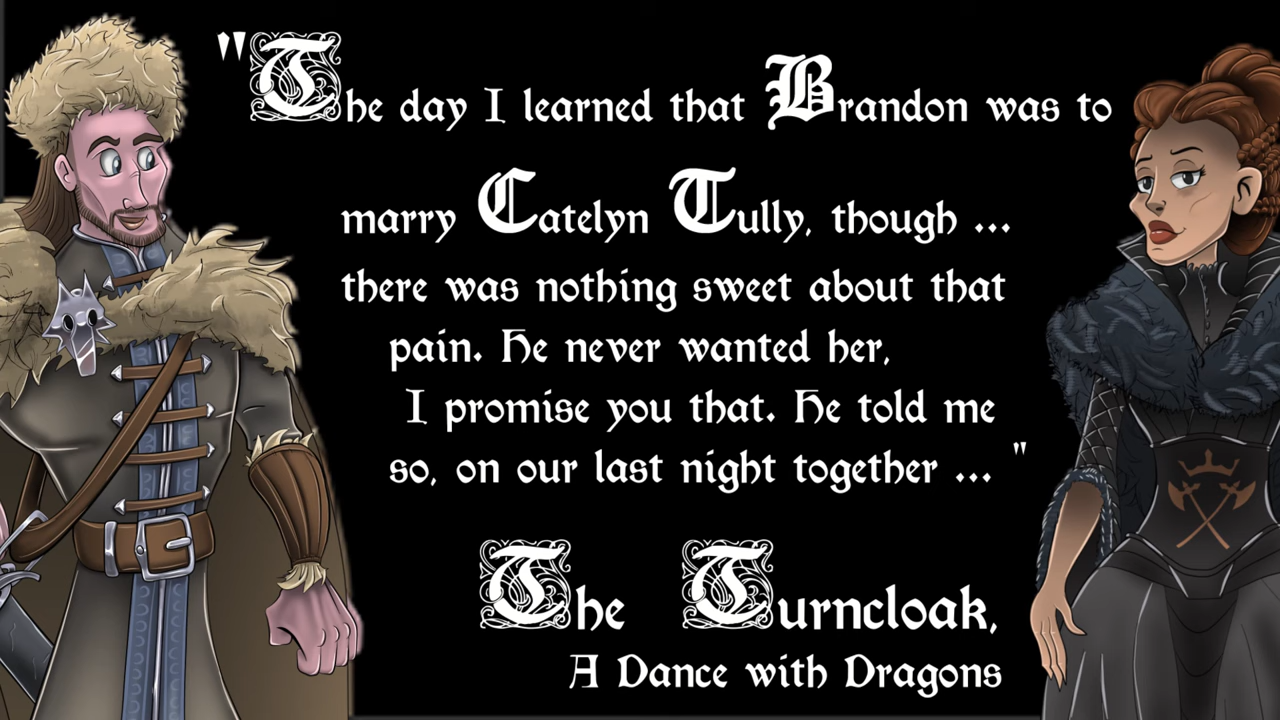 "The day I learned that Brandon was to
marry Catelyn Tully, though ...
there was nothing sweet about that
pain. He never wanted her,
I promise you that. He told me
so, on our last night together ... "
The Turncloak,
A Dance with Dragons